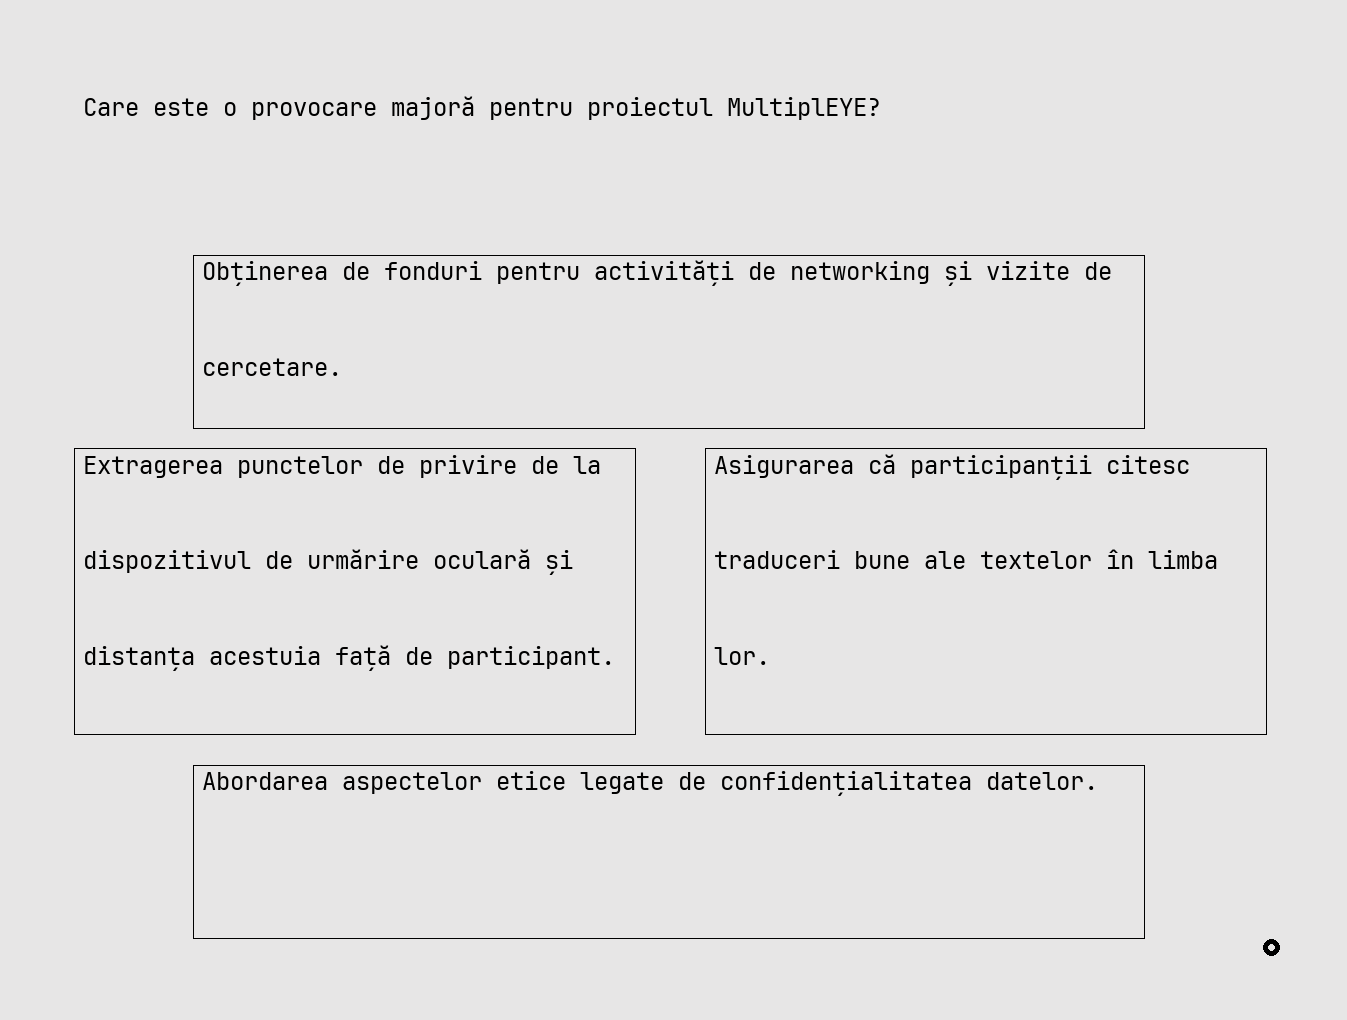 Care este o provocare majoră pentru proiectul MultiplEYE?
Obținerea de fonduri pentru activități de networking și vizite de
cercetare.
Extragerea punctelor de privire de la
dispozitivul de urmărire oculară și
distanța acestuia față de participant.
Asigurarea că participanții citesc
traduceri bune ale textelor în limba
lor.
Abordarea aspectelor etice legate de confidențialitatea datelor.